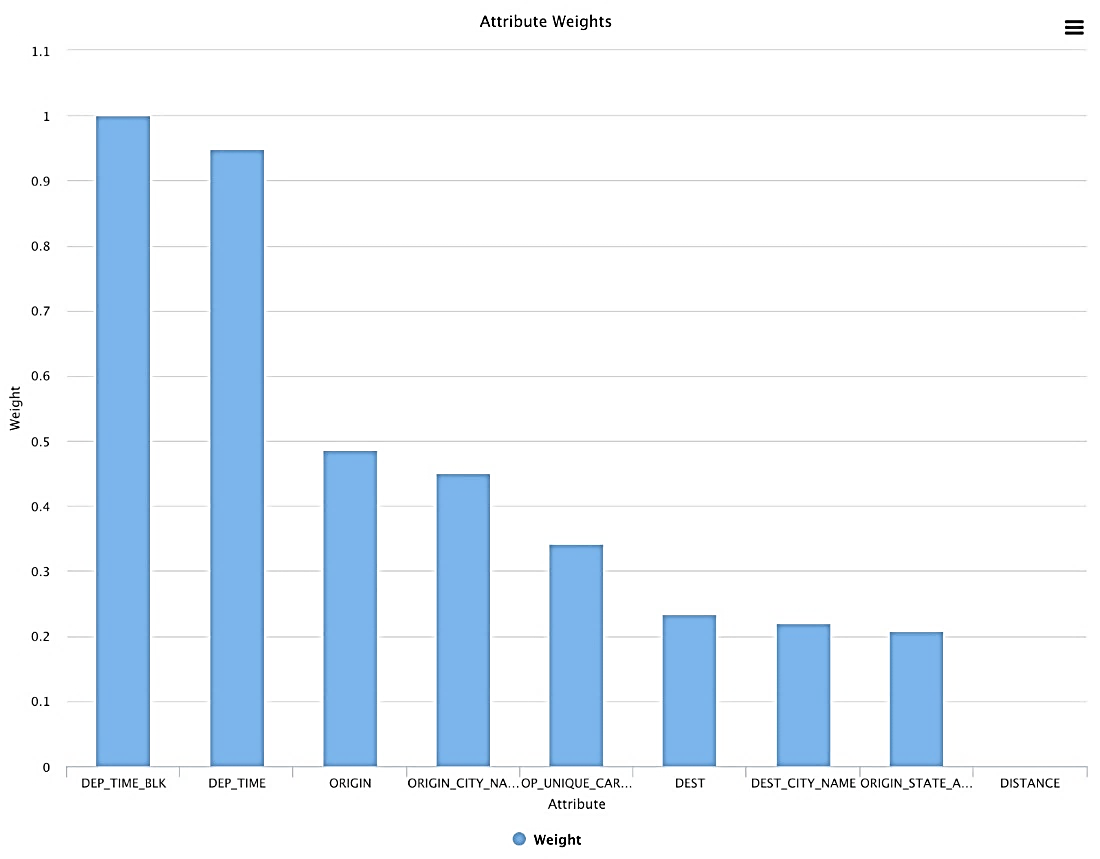 Attribute Weights
1.1
1
0.9
0.8
0.7
0.6
0.5
0.4
0.3
0.2
0.1
0
Weight
DEP_TIME_BLK DEP_TIME ORIGIN ORIGIN_CITY_NA... OP_UNIQUE_CAR... DEST DEST_CITY_NAME ORIGIN_STATE_A... DISTANCE
Attribute
Weight